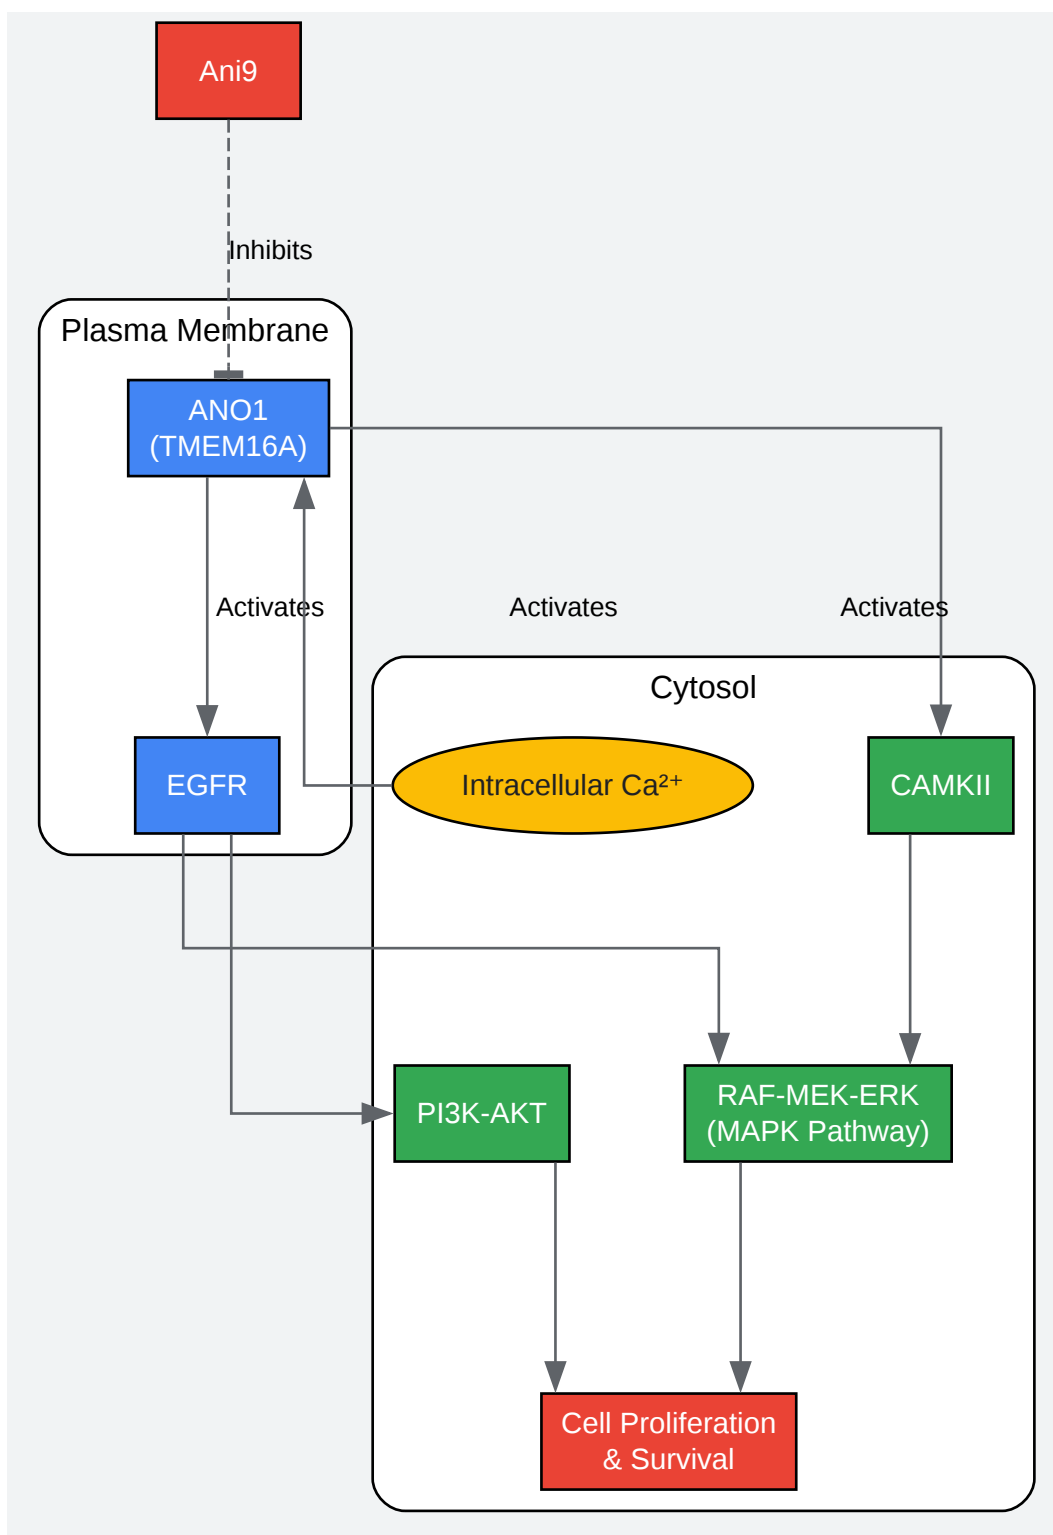 Ani9
Inhibits
Plasma Membrane
ANO1
(TMEM16A)
Activates
Activates
Activates
Cytosol
EGFR
Intracellular Ca²⁺
CAMKII
PI3K-AKT
RAF-MEK-ERK
(MAPK Pathway)
Cell Proliferation
& Survival